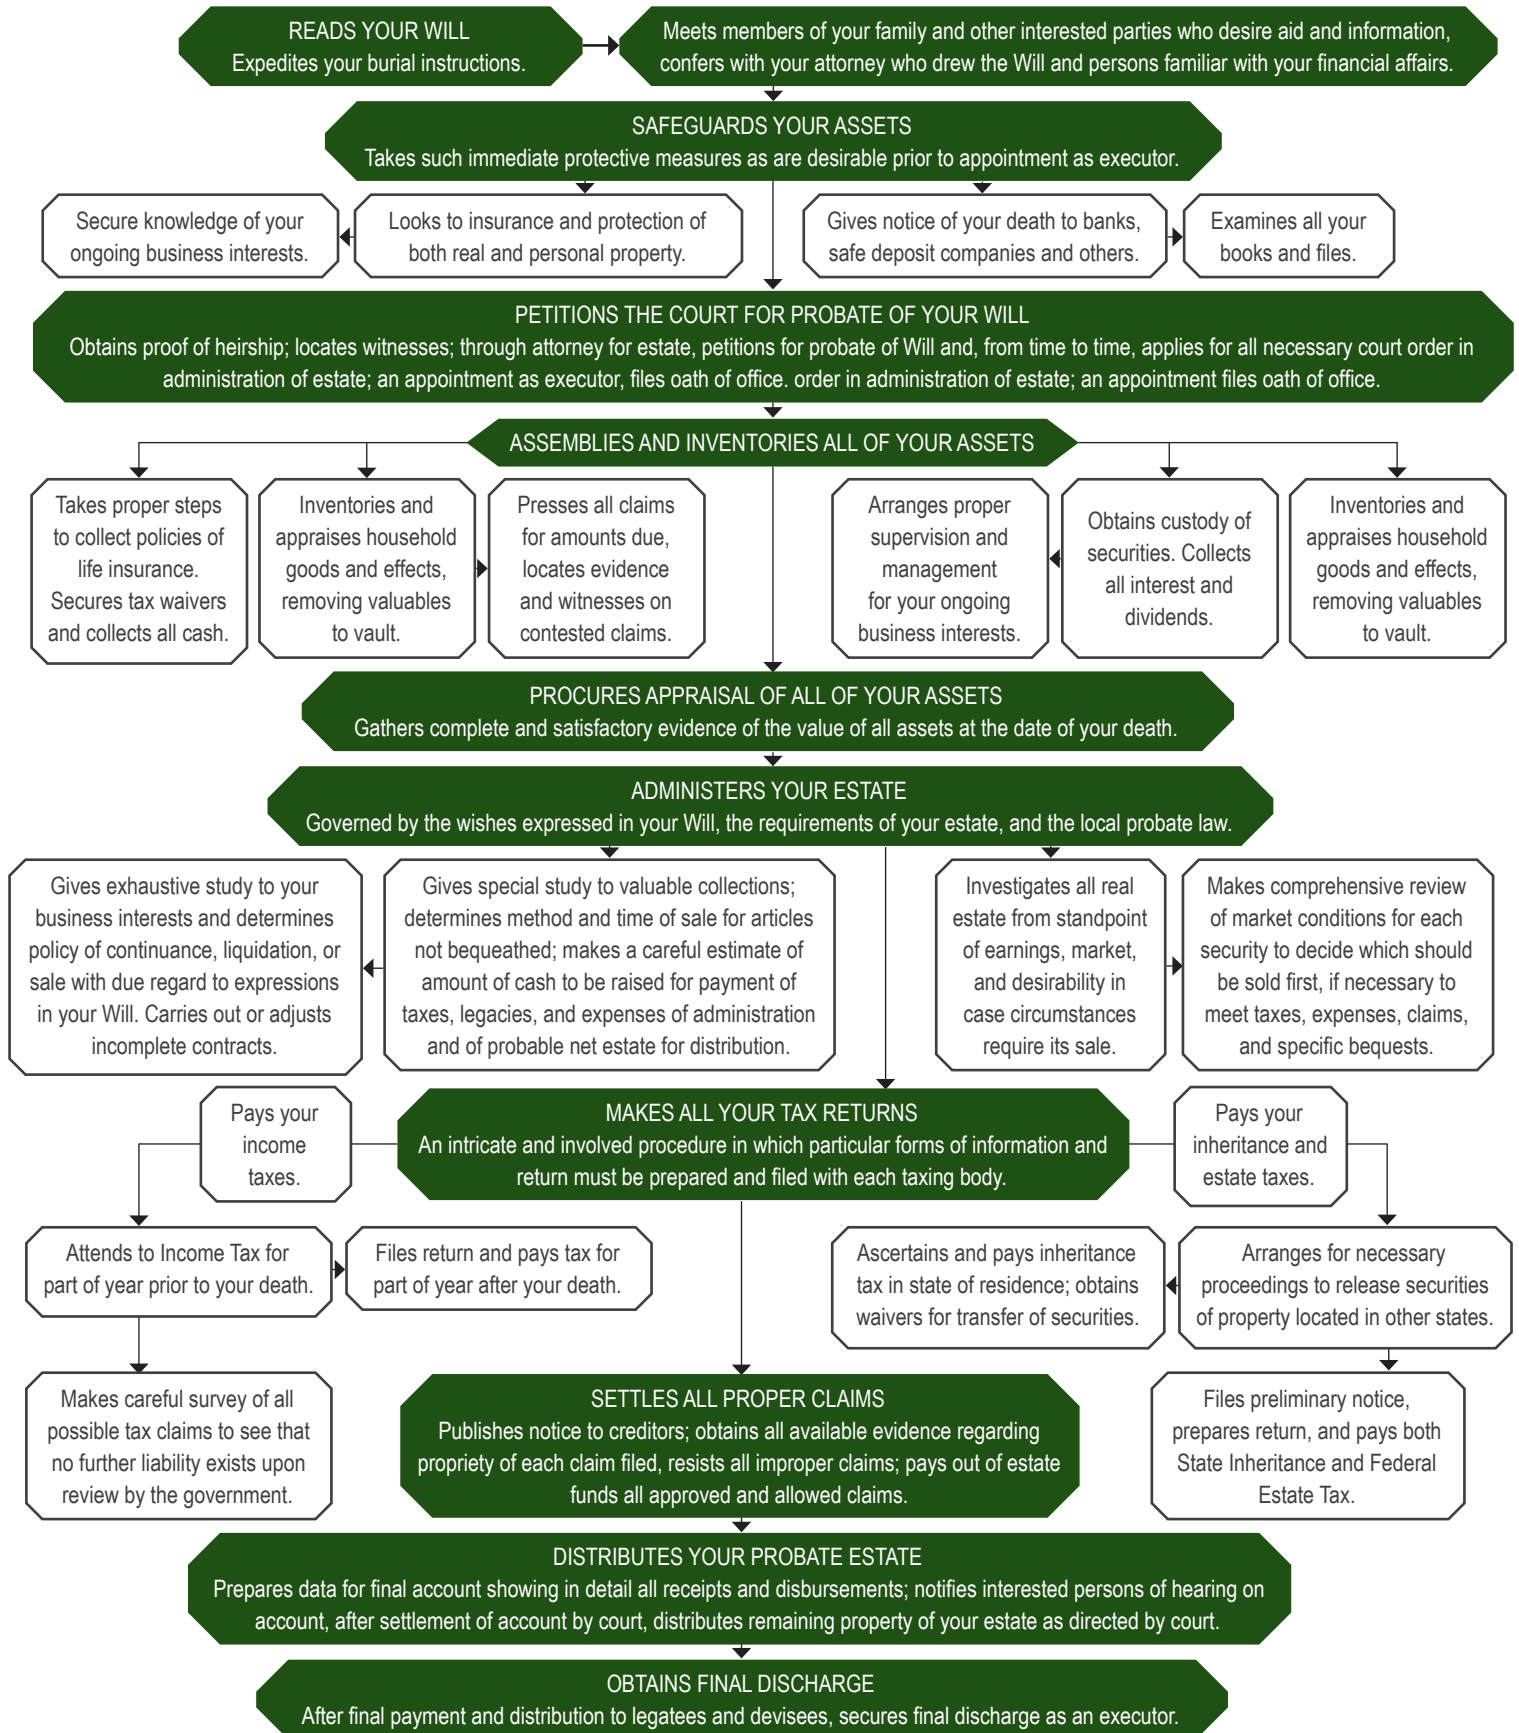 READS YOUR WILL
Expedites your burial instructions.
Meets members of your family and other interested parties who desire aid and information,
confers with your attorney who drew the Will and persons familiar with your financial affairs.
SAFEGUARDS YOUR ASSETS
Takes such immediate protective measures as are desirable prior to appointment as executor.
Secure knowledge of your
ongoing business interests.
Looks to insurance and protection of
both real and personal property.
Gives notice of your death to banks,
safe deposit companies and others.
Examines all your
books and files.
PETITIONS THE COURT FOR PROBATE OF YOUR WILL
Obtains proof of heirship; locates witnesses; through attorney for estate, petitions for probate of Will and, from time to time, applies for all necessary court order in
administration of estate; an appointment as executor, files oath of office. order in administration of estate; an appointment files oath of office.
ASSEMBLIES AND INVENTORIES ALL OF YOUR ASSETS
Takes proper steps
to collect policies of
life insurance.
Secures tax waivers
and collects all cash.
Inventories and
appraises household
goods and effects,
removing valuables
to vault.
Presses all claims
for amounts due,
locates evidence
and witnesses on
contested claims.
Arranges proper
supervision and
management
for your ongoing
business interests.
Obtains custody of
securities. Collects
all interest and
dividends.
Inventories and
appraises household
goods and effects,
removing valuables
to vault.
PROCURES APPRAISAL OF ALL OF YOUR ASSETS
Gathers complete and satisfactory evidence of the value of all assets at the date of your death.
ADMINISTERS YOUR ESTATE
Governed by the wishes expressed in your Will, the requirements of your estate, and the local probate law.
Gives exhaustive study to your
business interests and determines
policy of continuance, liquidation, or
sale with due regard to expressions
in your Will. Carries out or adjusts
incomplete contracts.
Gives special study to valuable collections;
determines method and time of sale for articles
not bequeathed; makes a careful estimate of
amount of cash to be raised for payment of
taxes, legacies, and expenses of administration
and of probable net estate for distribution.
Investigates all real
estate from standpoint
of earnings, market,
and desirability in
case circumstances
require its sale.
Makes comprehensive review
of market conditions for each
security to decide which should
be sold first, if necessary to
meet taxes, expenses, claims,
and specific bequests.
Pays your
income
taxes.
MAKES ALL YOUR TAX RETURNS
An intricate and involved procedure in which particular forms of information and
return must be prepared and filed with each taxing body.
Pays your
inheritance and
estate taxes.
Attends to Income Tax for
part of year prior to your death.
Files return and pays tax for
part of year after your death.
Ascertains and pays inheritance
tax in state of residence; obtains
waivers for transfer of securities.
Arranges for necessary
proceedings to release securities
of property located in other states.
Makes careful survey of all
possible tax claims to see that
no further liability exists upon
review by the government.
SETTLES ALL PROPER CLAIMS
Publishes notice to creditors; obtains all available evidence regarding
propriety of each claim filed, resists all improper claims; pays out of estate
funds all approved and allowed claims.
Files preliminary notice,
prepares return, and pays both
State Inheritance and Federal
Estate Tax.
DISTRIBUTES YOUR PROBATE ESTATE
Prepares data for final account showing in detail all receipts and disbursements; notifies interested persons of hearing on
account, after settlement of account by court, distributes remaining property of your estate as directed by court.
OBTAINS FINAL DISCHARGE
After final payment and distribution to legatees and devisees, secures final discharge as an executor.